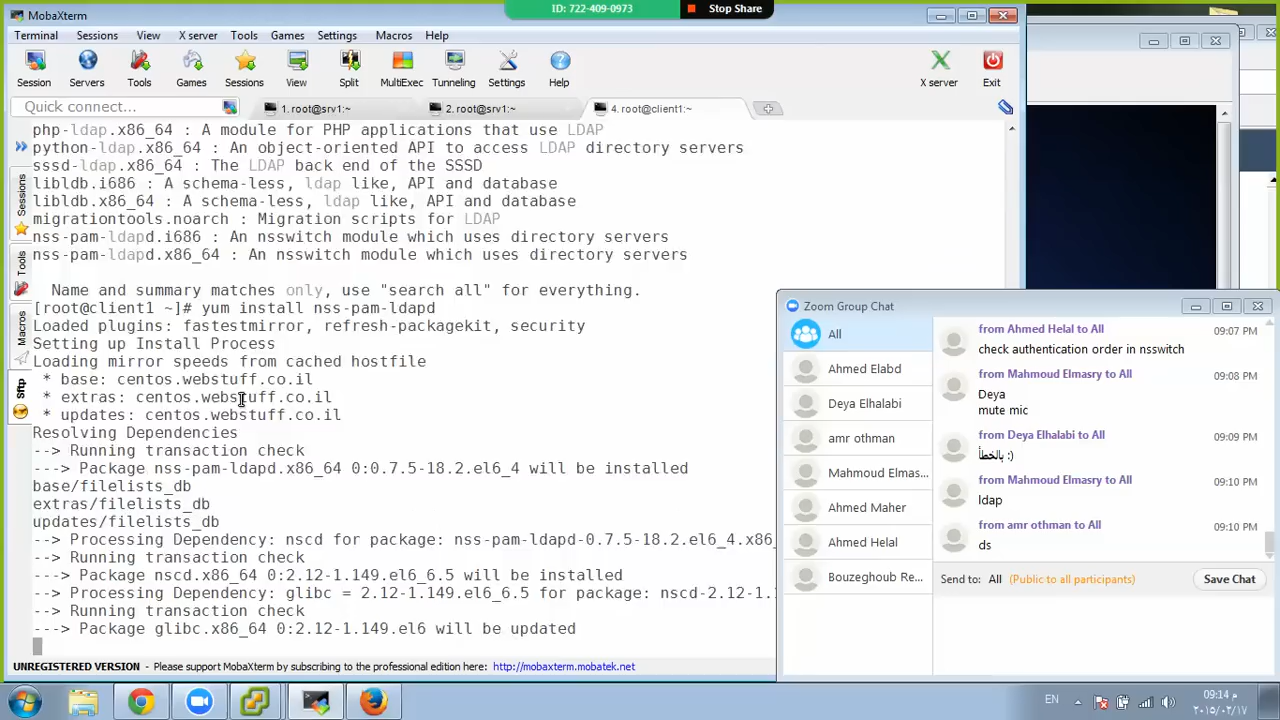 ID: 722-409-0973
Stop Share
MobaXterm
Terminal Sessions View X server Tools Games Settings Macros Help
Session Servers Tools Games Sessions View Split MultiExec Tunneling Settings Help X server Exit
Quick connect...
1. root@srv1:~
2. root@srv1:~
4. root@client1:~
Sessions
Tools
Macros
Sftp
php-ldap.x86_64 : A module for PHP applications that use LDAP
python-ldap.x86_64 : An object-oriented API to access LDAP directory servers
sssd-ldap.x86_64 : The LDAP back end of the SSSD
libldb.i686 : A schema-less, ldap like, API and database
libldb.x86_64 : A schema-less, ldap like, API and database
migrationtools.noarch : Migration scripts for LDAP
nss-pam-ldapd.i686 : An nsswitch module which uses directory servers
nss-pam-ldapd.x86_64 : An nsswitch module which uses directory servers
Name and summary matches only, use "search all" for everything.
[root@client1 ~]# yum install nss-pam-ldapd
Loaded plugins: fastestmirror, refresh-packagekit, security
Setting up Install Process
Loading mirror speeds from cached hostfile
* base: centos.webstuff.co.il
* extras: centos.webstuff.co.il
* updates: centos.webstuff.co.il
Resolving Dependencies
--> Running transaction check
---> Package nss-pam-ldapd.x86_64 0:0.7.5-18.2.el6_4 will be installed
base/filelists_db
extras/filelists_db
updates/filelists_db
--> Processing Dependency: nscd for package: nss-pam-ldapd-0.7.5-18.2.el6_4.x86_
--> Running transaction check
---> Package nscd.x86_64 0:2.12-1.149.el6_6.5 will be installed
--> Processing Dependency: glibc = 2.12-1.149.el6_6.5 for package: nscd-2.12-1.
--> Running transaction check
---> Package glibc.x86_64 0:2.12-1.149.el6 will be updated
UNREGISTERED VERSION - Please support MobaXterm by subscribing to the professional edition here: http://mobaxterm.mobatek.net
Zoom Group Chat
All
Ahmed Elabd
Deya Elhalabi
amr othman
Mahmoud Elmas...
Ahmed Maher
Ahmed Helal
Bouzeghoub Re...
from Ahmed Helal to All 09:07 PM
check authentication order in nsswitch
from Mahmoud Elmasry to All 09:08 PM
Deya
mute mic
from Deya Elhalabi to All 09:09 PM
بالخطأ :)
from Mahmoud Elmasry to All 09:10 PM
ldap
from amr othman to All 09:10 PM
ds
Send to: All (Public to all participants) Save Chat
EN
09:14 م
٢٠١٥/٠٢/١٧